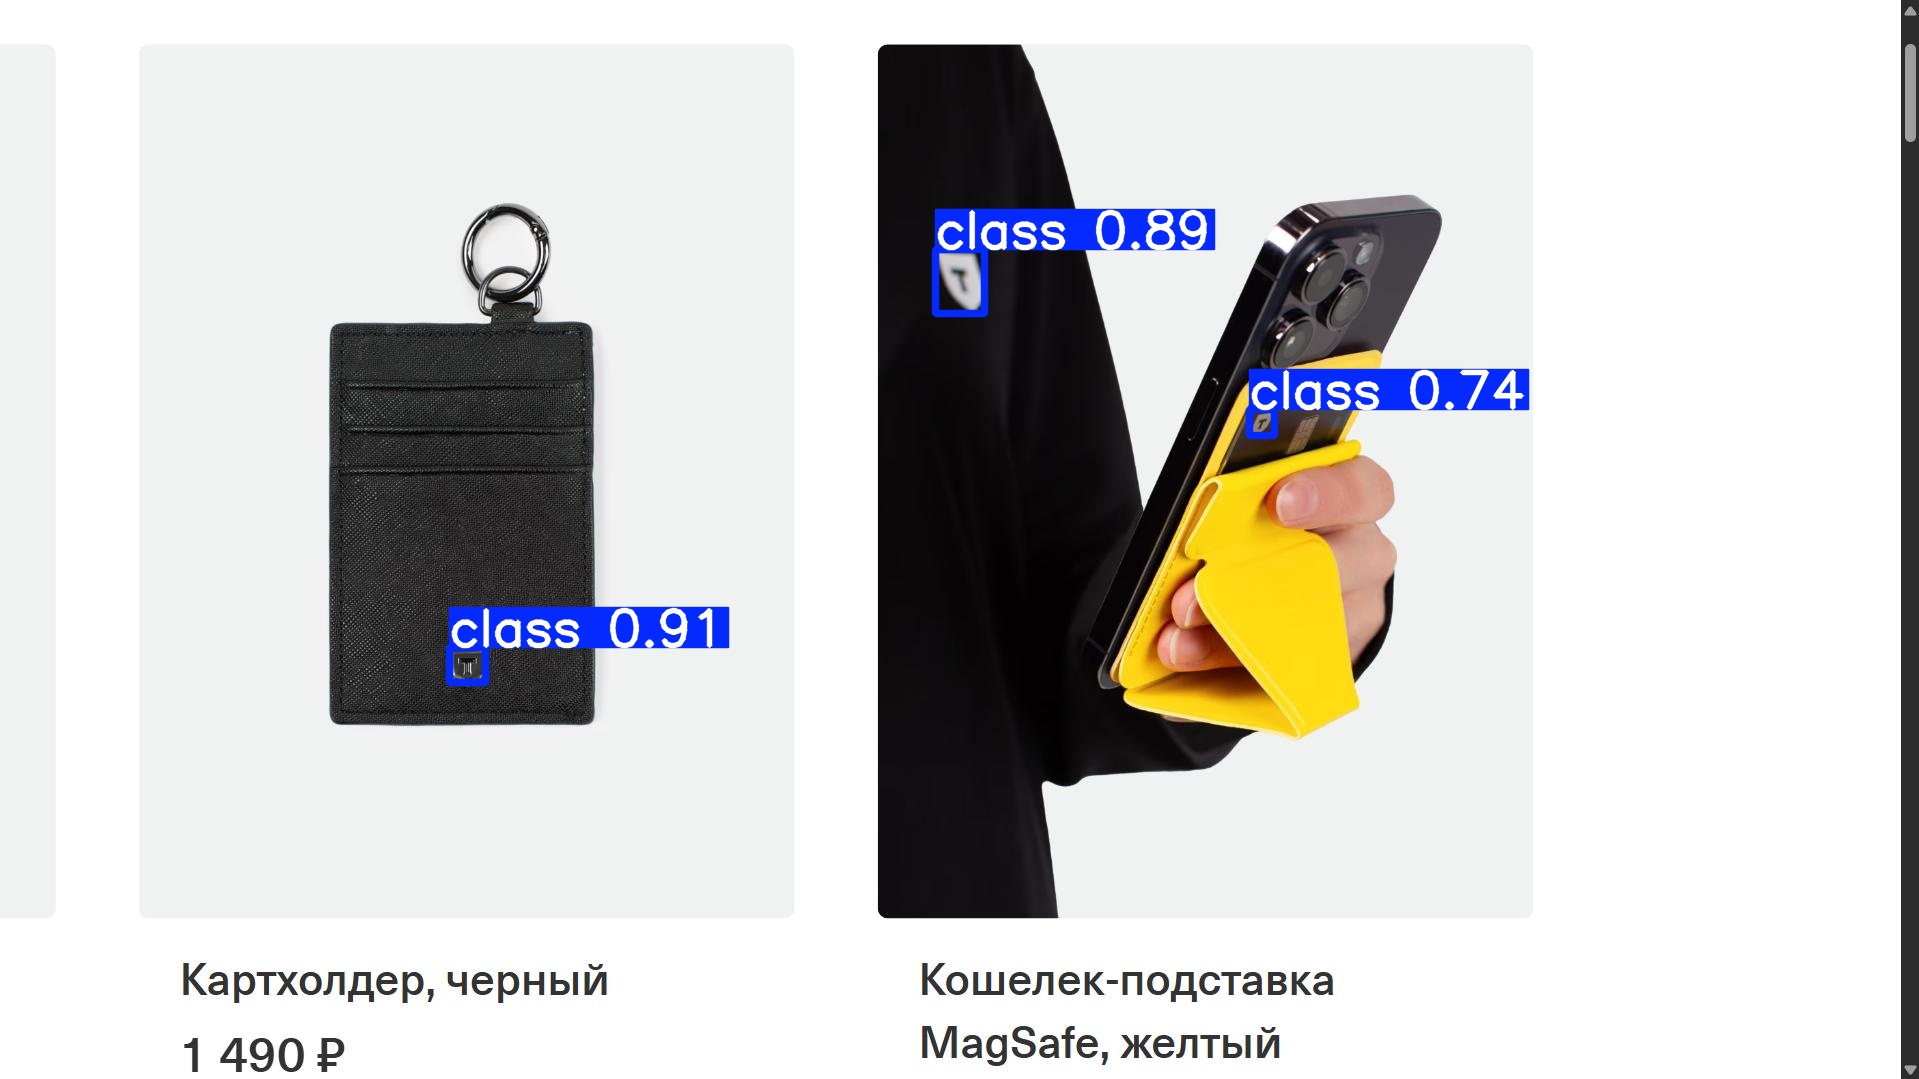 class 0.89
class 0.74
class 0.91
T
T
T
Картхолдер, черный
1 490 ₽
Кошелек-подставка
MagSafe, желтый